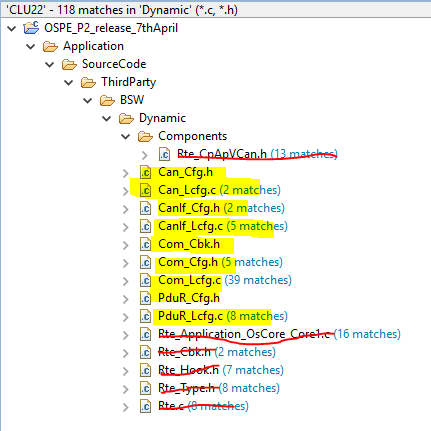 'CLU22' - 118 matches in 'Dynamic' (*.c, *.h)
OSPE_P2_release_7thApril
Application
SourceCode
ThirdParty
BSW
Dynamic
Components
Rte_CpApVCan.h (13 matches)
Can_Cfg.h
Can_Lcfg.c (2 matches)
CanIf_Cfg.h (2 matches)
CanIf_Lcfg.c (5 matches)
Com_Cbk.h
Com_Cfg.h (5 matches)
Com_Lcfg.c (39 matches)
PduR_Cfg.h
PduR_Lcfg.c (8 matches)
Rte_Application_OsCore_Core1.c (16 matches)
Rte_Cbk.h (2 matches)
Rte_Hook.h (7 matches)
Rte_Type.h (8 matches)
Rte.c (8 matches)